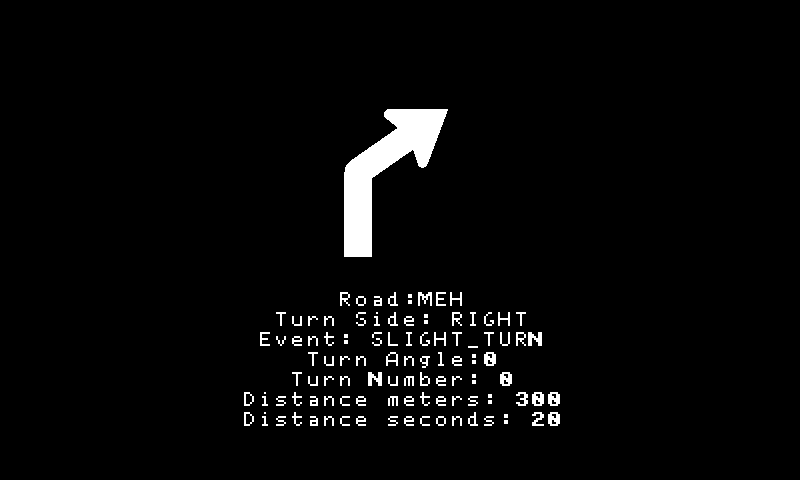 Road:MEH
Turn Side: RIGHT
Event: SLIGHT_TURN
Turn Angle:0
Turn Number: 0
Distance meters: 300
Distance seconds: 20